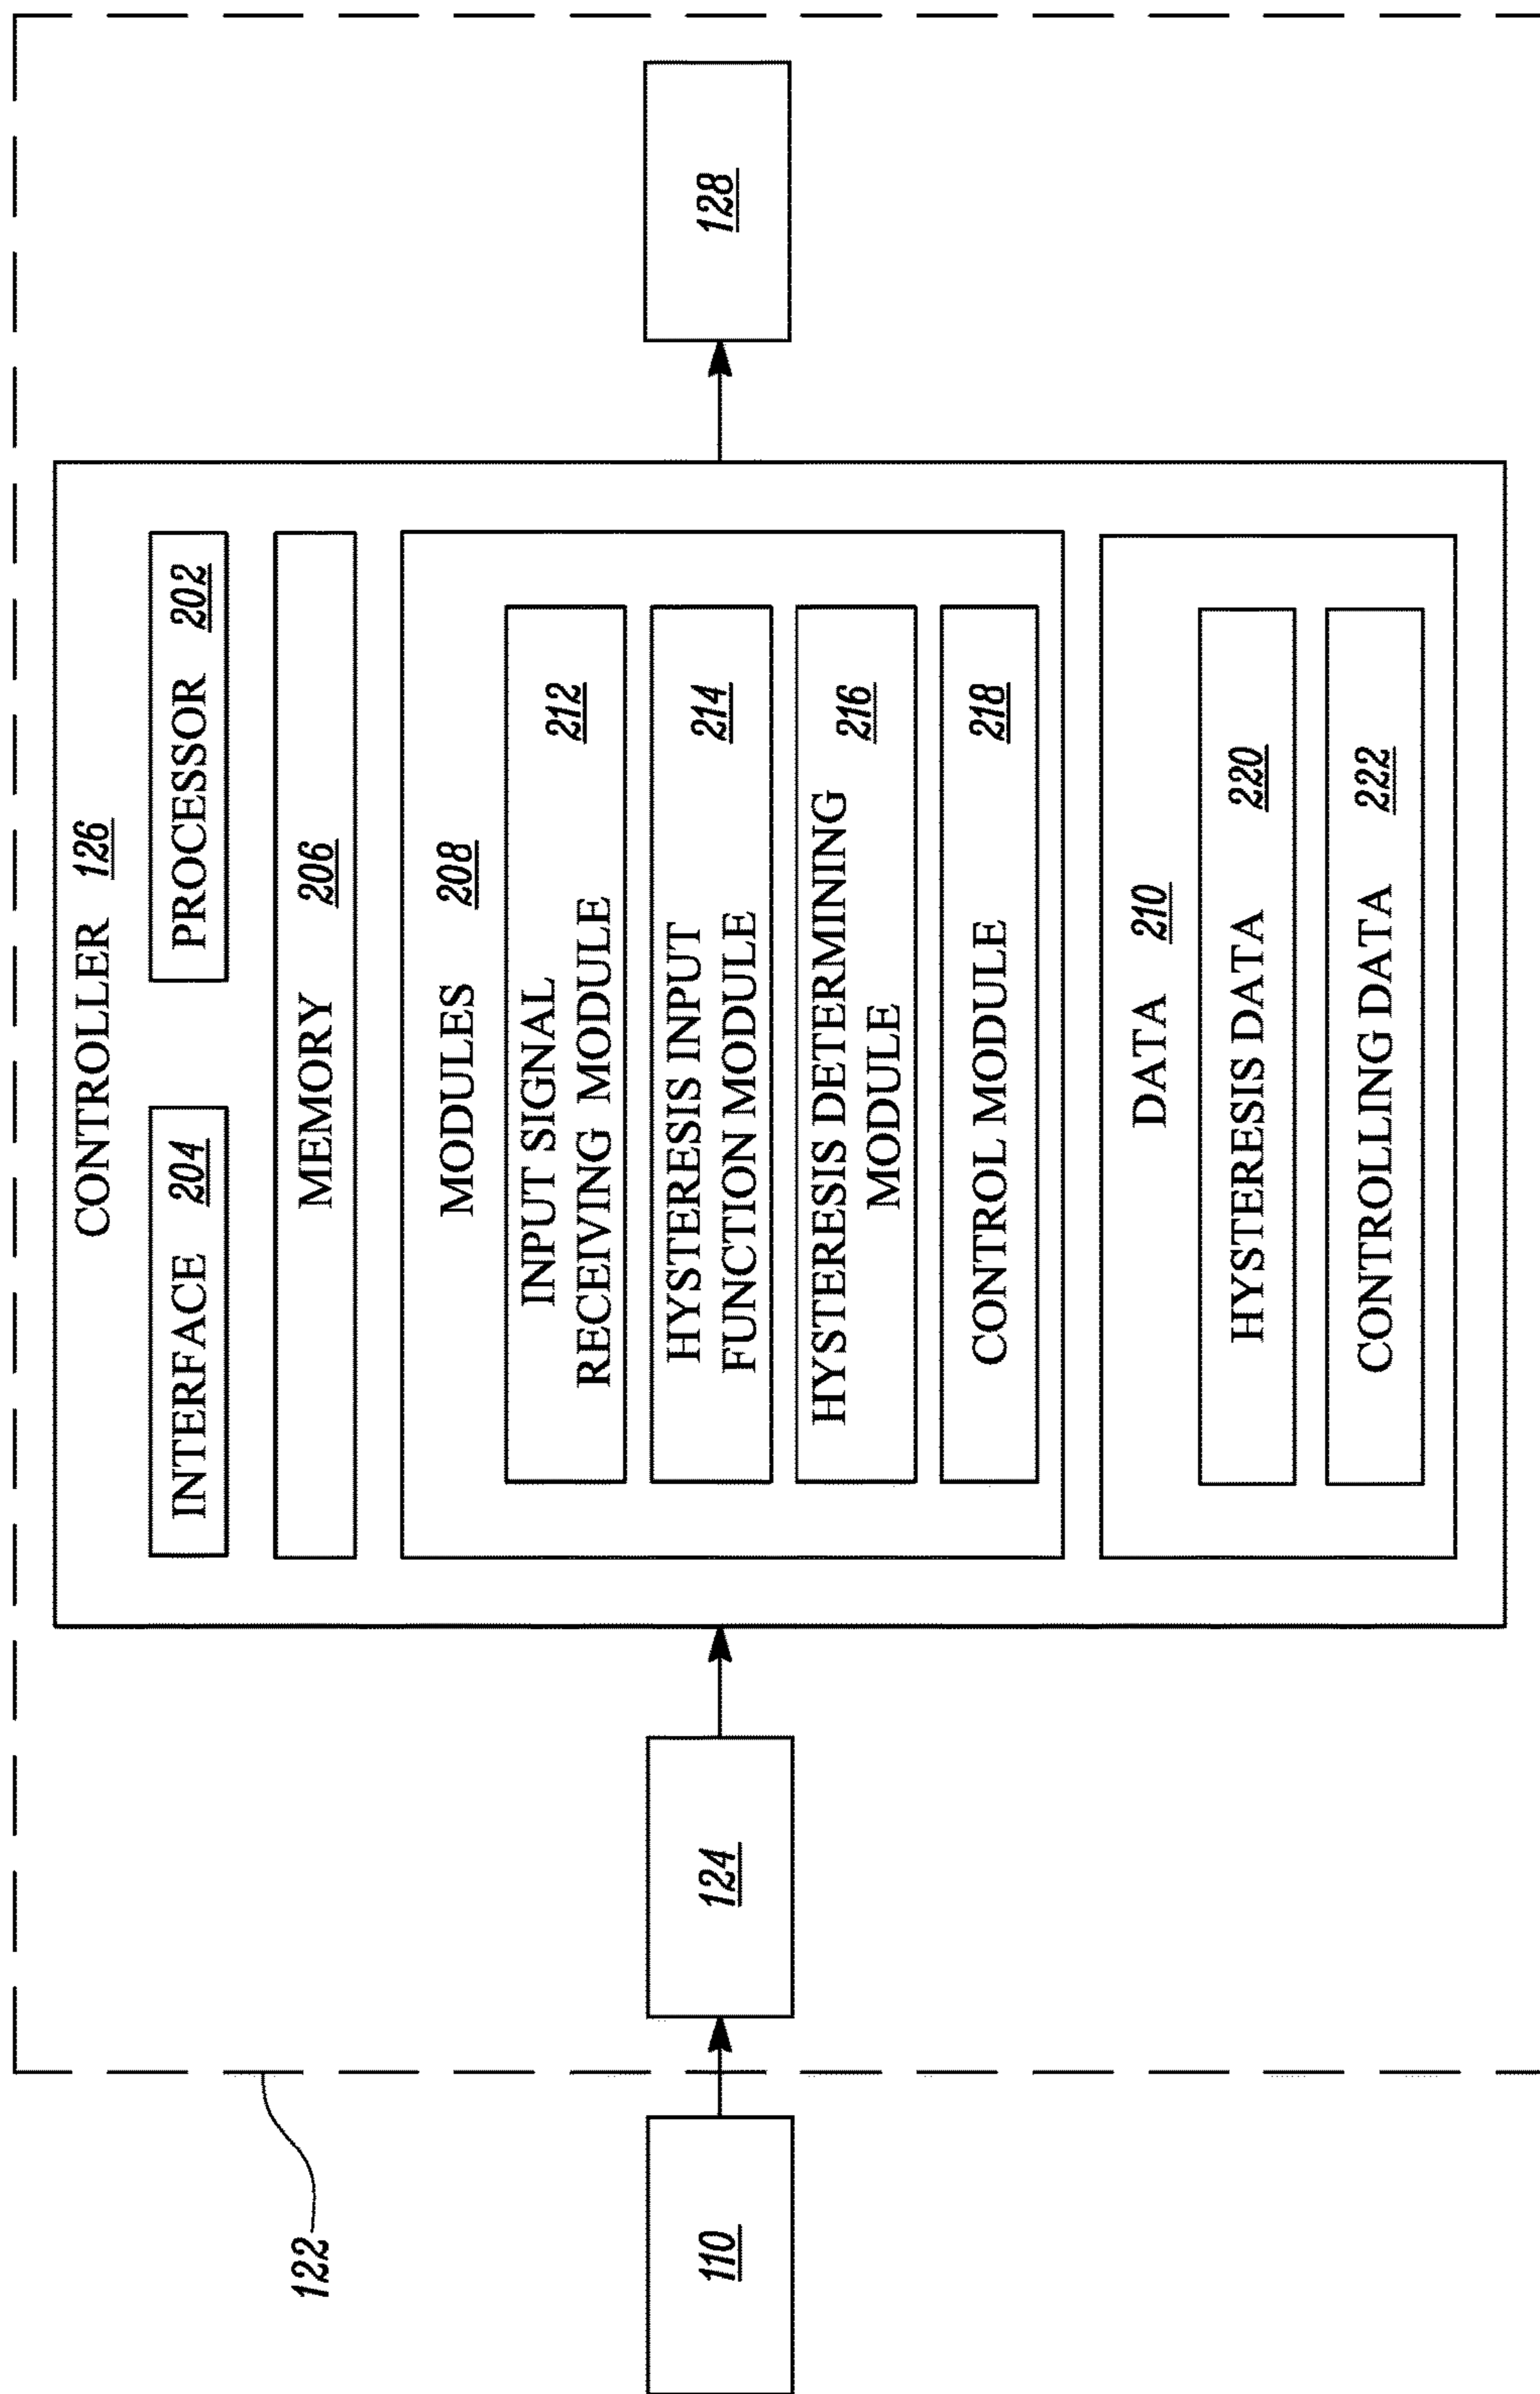 122
110
124
CONTROLLER 126
INTERFACE 204
PROCESSOR 202
MEMORY 206
MODULES 208
INPUT SIGNAL
RECEIVING MODULE 212
HYSTERESIS INPUT
FUNCTION MODULE 214
HYSTERESIS DETERMINING
MODULE 216
CONTROL MODULE 218
DATA 210
HYSTERESIS DATA 220
CONTROLLING DATA 222
128